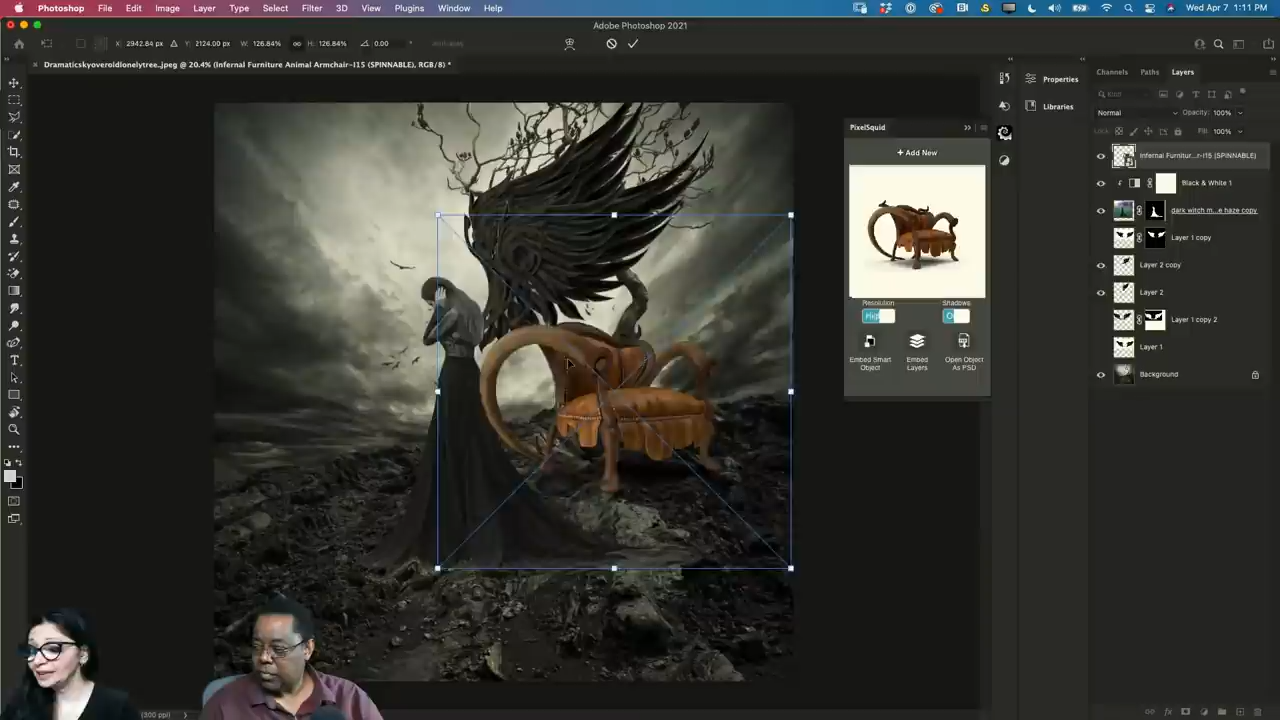 Photoshop File Edit Image Layer Type Select Filter 3D View Plugins Window Help
Wed Apr 7 1:11 PM
Adobe Photoshop 2021
X: 2942.84 px Y: 2124.00 px W: 126.84% H: 126.84% 0.00 °
Dramaticskyoveroldlonelytree.jpeg @ 20.4% (Infernal Furniture Animal Armchair-I15 (SPINNABLE), RGB/8) *
Properties
Libraries
PixelSquid
+ Add New
Resolution
Shadows:
High
Embed Smart Object
Embed Layers
Open Object As PSD
Channels Paths Layers
Kind
Normal Opacity: 100%
Lock: Fill: 100%
Infernal Furnitur...r-I15 (SPINNABLE)
Black & White 1
dark witch m...e haze copy
Layer 1 copy
Layer 2 copy
Layer 2
Layer 1 copy 2
Layer 1
Background
(300 ppi)